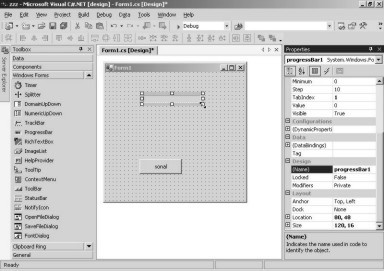 zzz - Microsoft Visual C#.NET [design] - Form1.cs [Design]*
File Edit View Project Build Debug Data Tools Window Help
Debug
Toolbox
Form1.cs [Design]*
Properties
Server Explorer
Data
Components
Windows Forms
Timer
Splitter
DomainUpDown
NumericUpDown
TrackBar
ProgressBar
RichTextBox
ImageList
HelpProvider
ToolTip
ContextMenu
ToolBar
StatusBar
NotifyIcon
OpenFileDialog
SaveFileDialog
FontDialog
Clipboard Ring
General
Form1
xonal
progressBar1 System.Windows.Fo
Minimum 0
Step 10
TabIndex
Value 0
Visible True
Configurations
(DynamicProperti
Data
(DataBindings)
Tag
Design
(Name) progressBar1
Locked False
Modifiers Private
Layout
Anchor Top, Left
Dock None
Location 80, 40
Size 120, 16
(Name)
Indicates the name used in code to
identify the object.
Ready